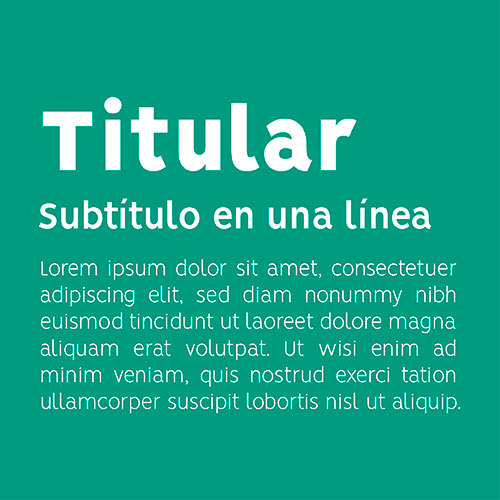 Titular
Subtítulo en una línea
Lorem ipsum dolor sit amet, consectetuer
adipiscing elit, sed diam nonummy nibh
euismod tincidunt ut laoreet dolore magna
aliquam erat volutpat. Ut wisi enim ad
minim veniam, quis nostrud exerci tation
ullamcorper suscipit lobortis nisl ut aliquip.